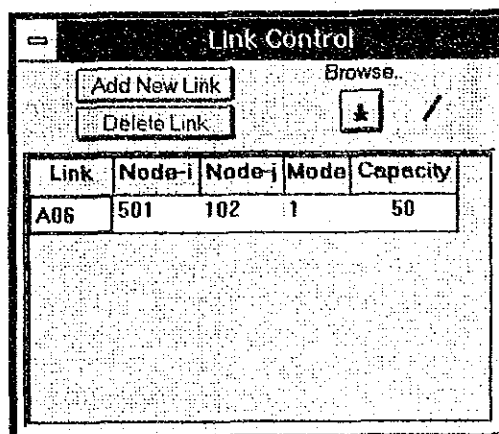 Link Control
Add New Link
Browse..
Delete Link
* /
Link Node-i Node-j Mode Capacity
A06 501 102 1 50